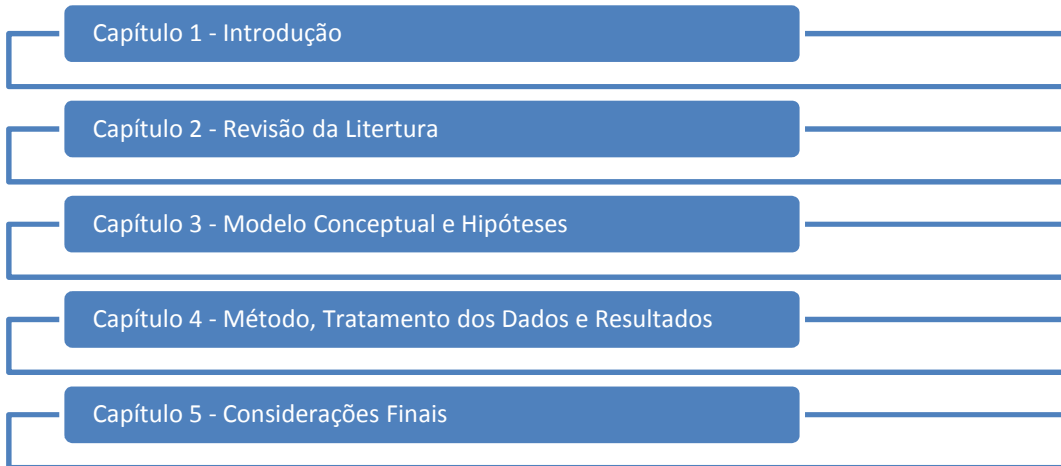 Capítulo 1 - Introdução
Capítulo 2 - Revisão da Litertura
Capítulo 3 - Modelo Conceptual e Hipóteses
Capítulo 4 - Método, Tratamento dos Dados e Resultados
Capítulo 5 - Considerações Finais